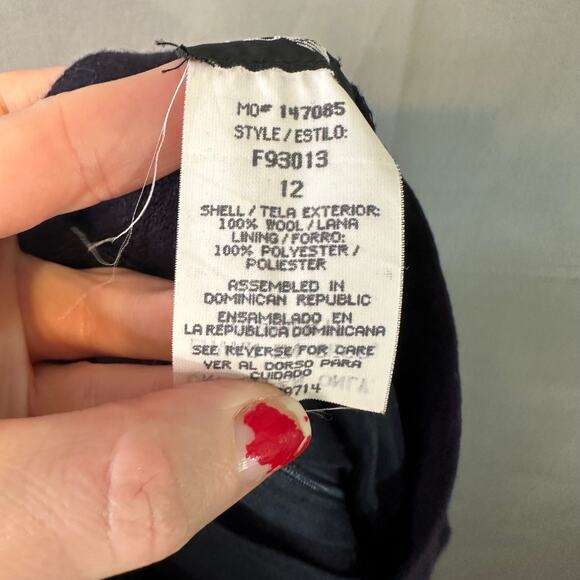 MO# 147085
STYLE/ESTILO:
F93013
12
SHELL/TELA EXTERIOR:
100% WOOL/LANA
LINING/FORRO:
100% POLYESTER/
POLIESTER
ASSEMBLED IN
DOMINICAN REPUBLIC
ENSAMBLADO EN
LA REPUBLICA DOMINICANA
SEE REVERSE FOR CARE
VER AL DORSO PARA
CUIDADO